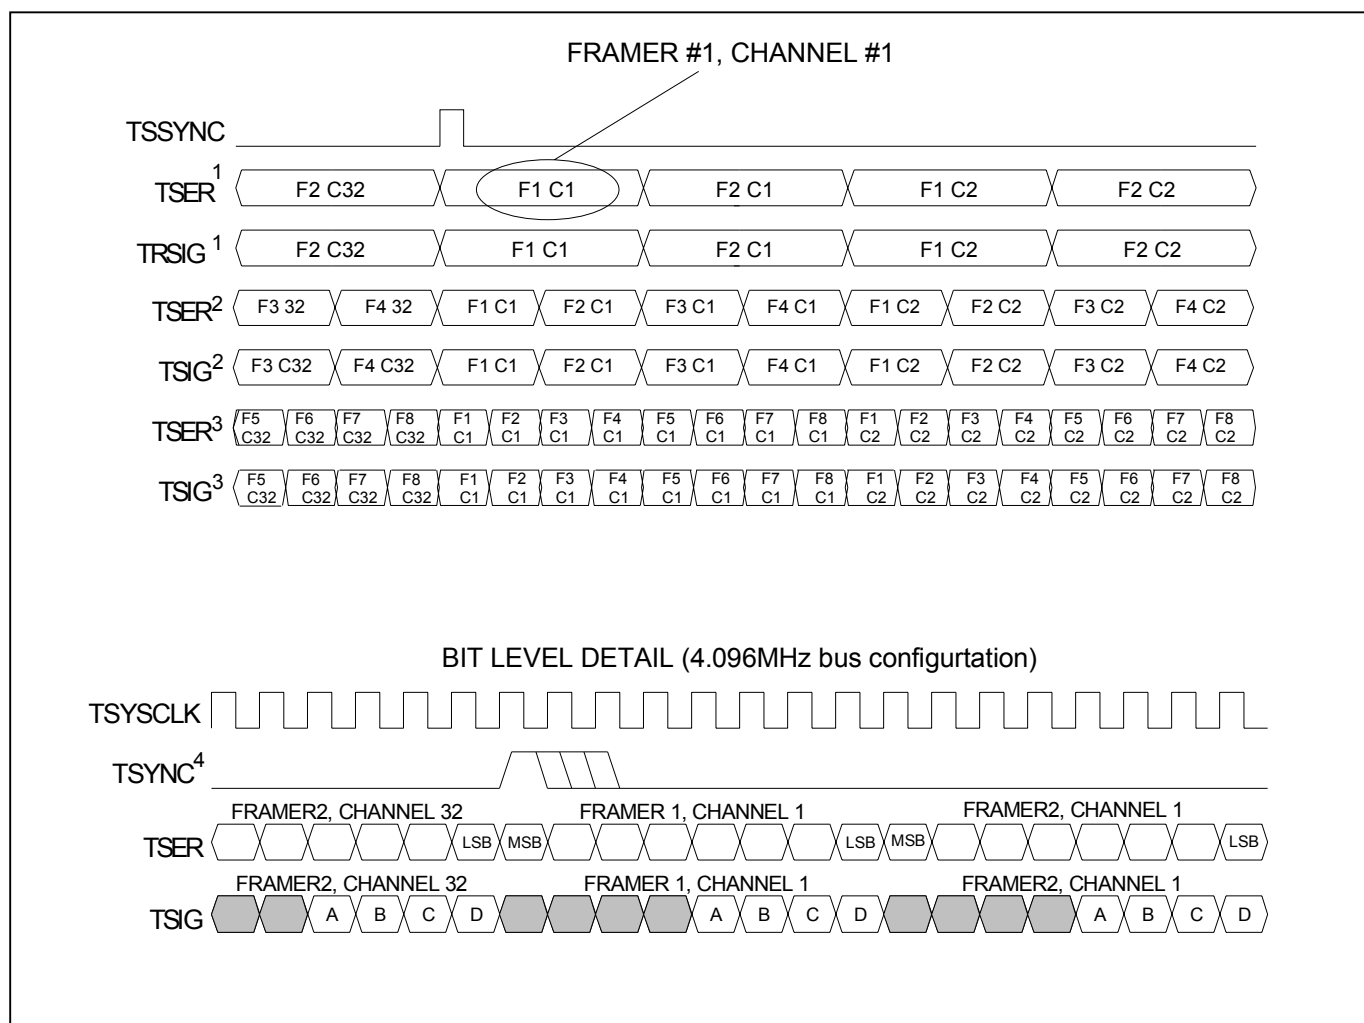 FRAMER #1, CHANNEL #1
TSSYNC
TSER1 F2 C32 F1 C1 F2 C1 F1 C2 F2 C2
TRSIG 1 F2 C32 F1 C1 F2 C1 F1 C2 F2 C2
TSER2 F3 32 F4 32 F1 C1 F2 C1 F3 C1 F4 C1 F1 C2 F2 C2 F3 C2 F4 C2
TSIG2 F3 C32 F4 C32 F1 C1 F2 C1 F3 C1 F4 C1 F1 C2 F2 C2 F3 C2 F4 C2
TSER3 F5 C32 F6 C32 F7 C32 F8 C32 F1 C1 F2 C1 F3 C1 F4 C1 F5 C1 F6 C1 F7 C1 F8 C1 F1 C2 F2 C2 F3 C2 F4 C2 F5 C2 F6 C2 F7 C2 F8 C2
TSIG3 F5 C32 F6 C32 F7 C32 F8 C32 F1 C1 F2 C1 F3 C1 F4 C1 F5 C1 F6 C1 F7 C1 F8 C1 F1 C2 F2 C2 F3 C2 F4 C2 F5 C2 F6 C2 F7 C2 F8 C2
BIT LEVEL DETAIL (4.096MHz bus configurtation)
TSYSCLK
TSYNC4
FRAMER2, CHANNEL 32 FRAMER 1, CHANNEL 1 FRAMER2, CHANNEL 1
TSER LSB MSB LSB MSB LSB
FRAMER2, CHANNEL 32 FRAMER 1, CHANNEL 1 FRAMER2, CHANNEL 1
TSIG A B C D A B C D A B C D